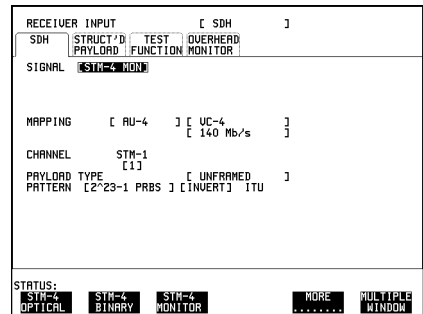 RECEIVER INPUT [ SDH ]
SDH STRUCT'D TEST OVERHEAD
PAYLOAD FUNCTION MONITOR
SIGNAL [STM-4 MON]
MAPPING [ AU-4 ] [ VC-4 ]
[ 140 Mb/s ]
CHANNEL STM-1
[1]
PAYLOAD TYPE [ UNFRAMED ]
PATTERN [2^23-1 PRBS ] [INVERT] ITU
STATUS:
STM-4 STM-4 STM-4 MORE MULTIPLE
OPTICAL BINARY MONITOR ........ WINDOW